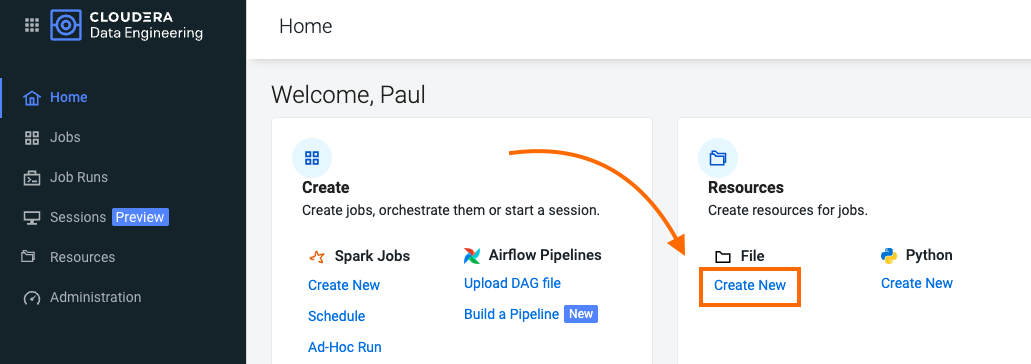 CLOUDERA
Data Engineering
Home
Home
Jobs
Job Runs
Sessions Preview
Resources
Administration
Welcome, Paul
Create
Create jobs, orchestrate them or start a session.
Spark Jobs
Create New
Schedule
Ad-Hoc Run
Airflow Pipelines
Upload DAG file
Build a Pipeline New
Resources
Create resources for jobs.
File
Create New
Python
Create New